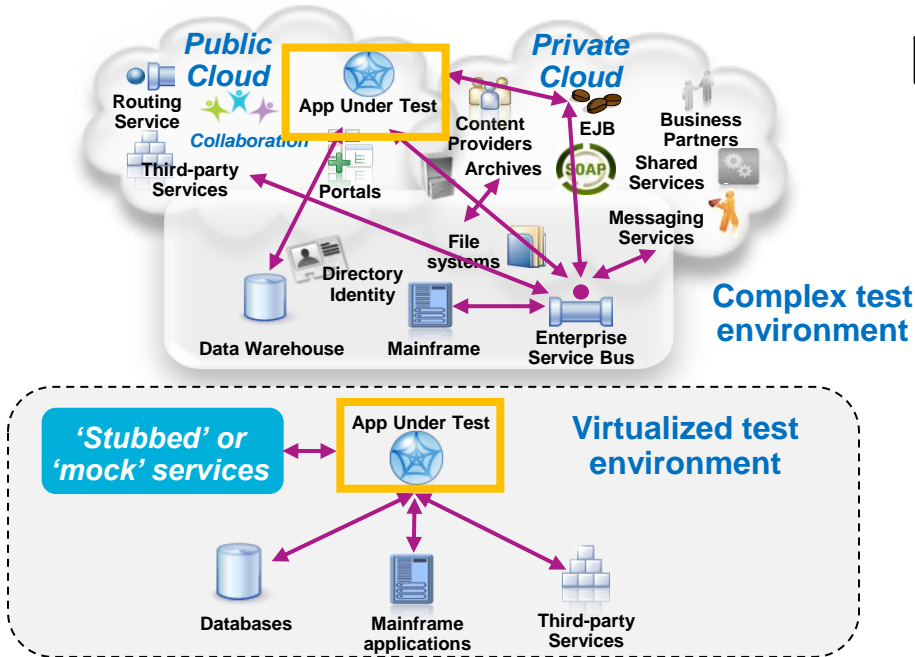 Public
Cloud
Private
Cloud
App Under Test
Routing
Service
Collaboration
Content
Providers
EJB
Business
Partners
Third-party
Services
Portals
Archives
SOAP
Shared
Services
Messaging
Services
File
systems
Directory
Identity
Data Warehouse
Mainframe
Enterprise
Service Bus
Complex test
environment
‘Stubbed’ or
‘mock’ services
App Under Test
Virtualized test
environment
Databases
Mainframe
applications
Third-party
Services